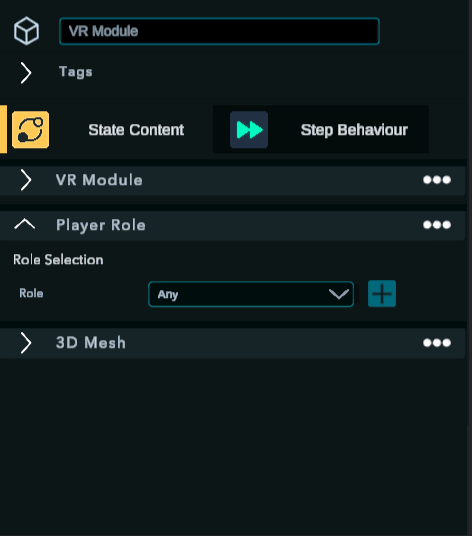 VR Module
Tags
State Content
Step Behaviour
VR Module
Player Role
Role Selection
Role
Any
3D Mesh